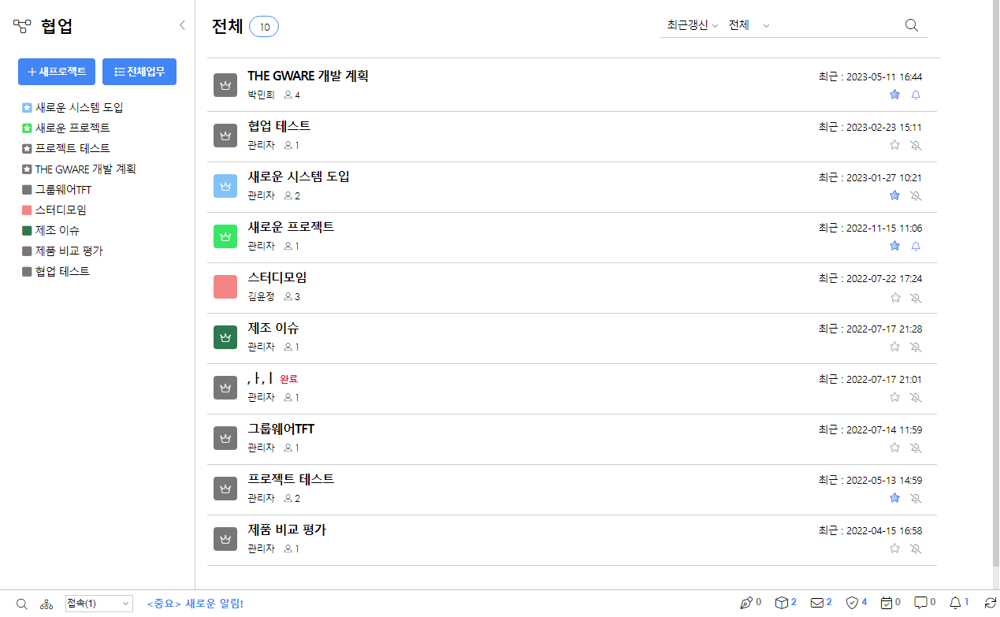 협업
새프로젝트 전체업무
새로운 시스템 도입
새로운 프로젝트
프로젝트 테스트
THE GWARE 개발 계획
그룹웨어TFT
스터디모임
제조 이슈
제품 비교 평가
협업 테스트
전체 10
최근갱신 전체
THE GWARE 개발 계획
박민희 4
최근 : 2023-05-11 16:44
협업 테스트
관리자 1
최근 : 2023-02-23 15:11
새로운 시스템 도입
관리자 2
최근 : 2023-01-27 10:21
새로운 프로젝트
관리자 1
최근 : 2022-11-15 11:06
스터디모임
김윤정 3
최근 : 2022-07-22 17:24
제조 이슈
관리자 1
최근 : 2022-07-17 21:28
,ㅏ,ㅣ 완료
관리자 1
최근 : 2022-07-17 21:01
그룹웨어TFT
관리자 1
최근 : 2022-07-14 11:59
프로젝트 테스트
관리자 2
최근 : 2022-05-13 14:59
제품 비교 평가
관리자 1
최근 : 2022-04-15 16:58
접속(1) <중요> 새로운 알림! 0 2 2 4 0 0 1